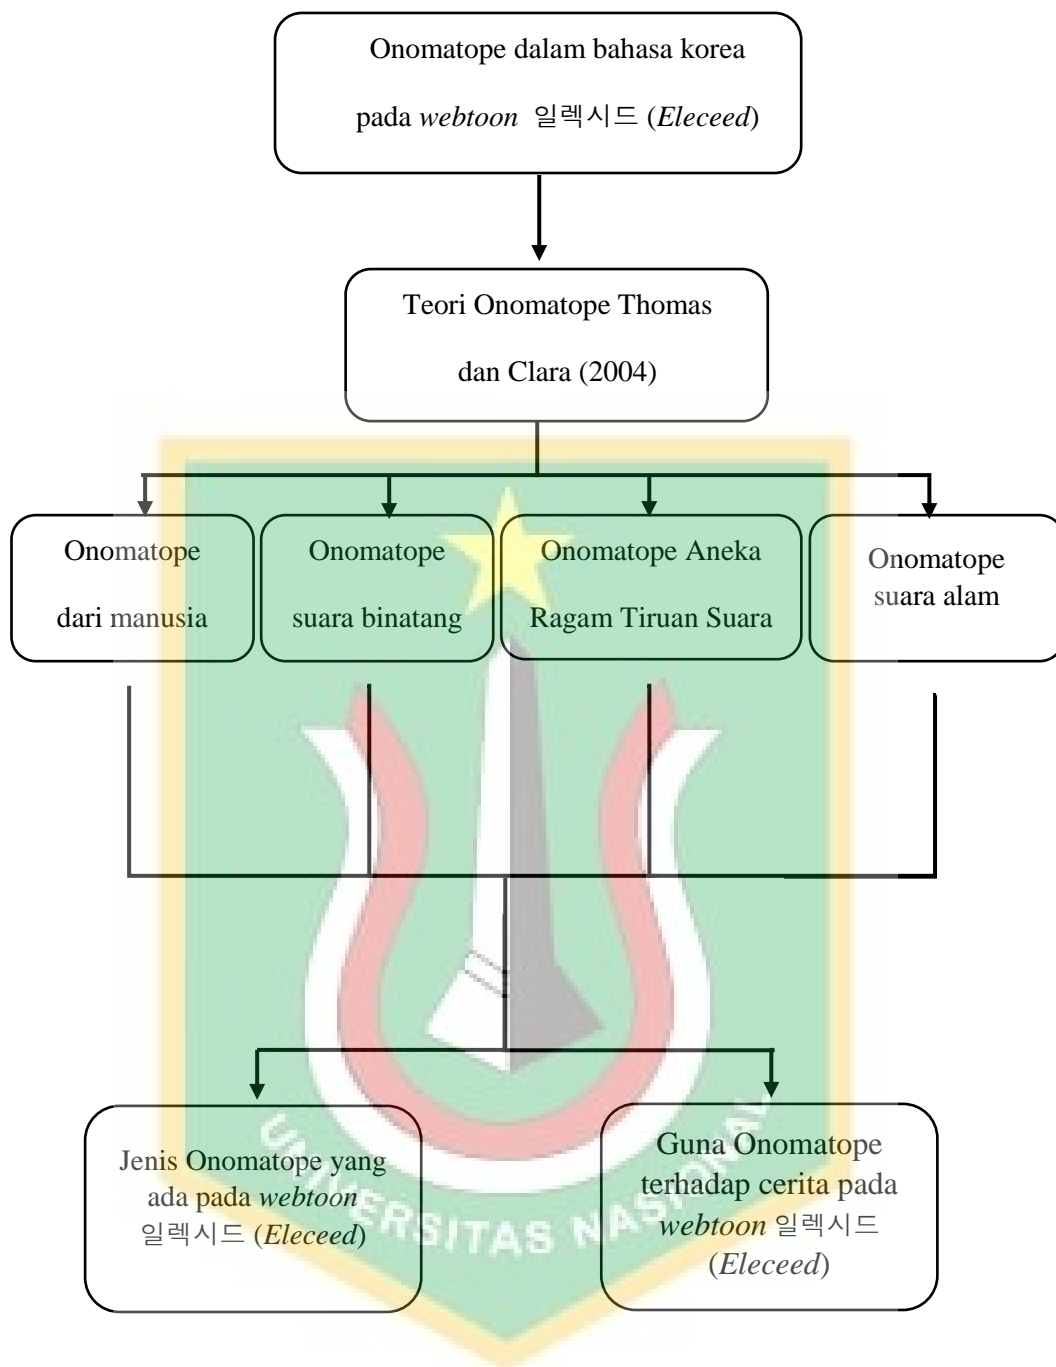 Onomatope dalam bahasa korea
pada webtoon 일렉시드 (Eleceed)
Teori Onomatope Thomas
dan Clara (2004)
Onomatope
dari manusia
Onomatope
suara binatang
Onomatope Aneka
Ragam Tiruan Suara
Onomatope
suara alam
Jenis Onomatope yang
ada pada webtoon
일렉시드 (Eleceed)
Guna Onomatope
terhadap cerita pada
webtoon 일렉시드
(Eleceed)
UNIVERSITAS NASIONAL